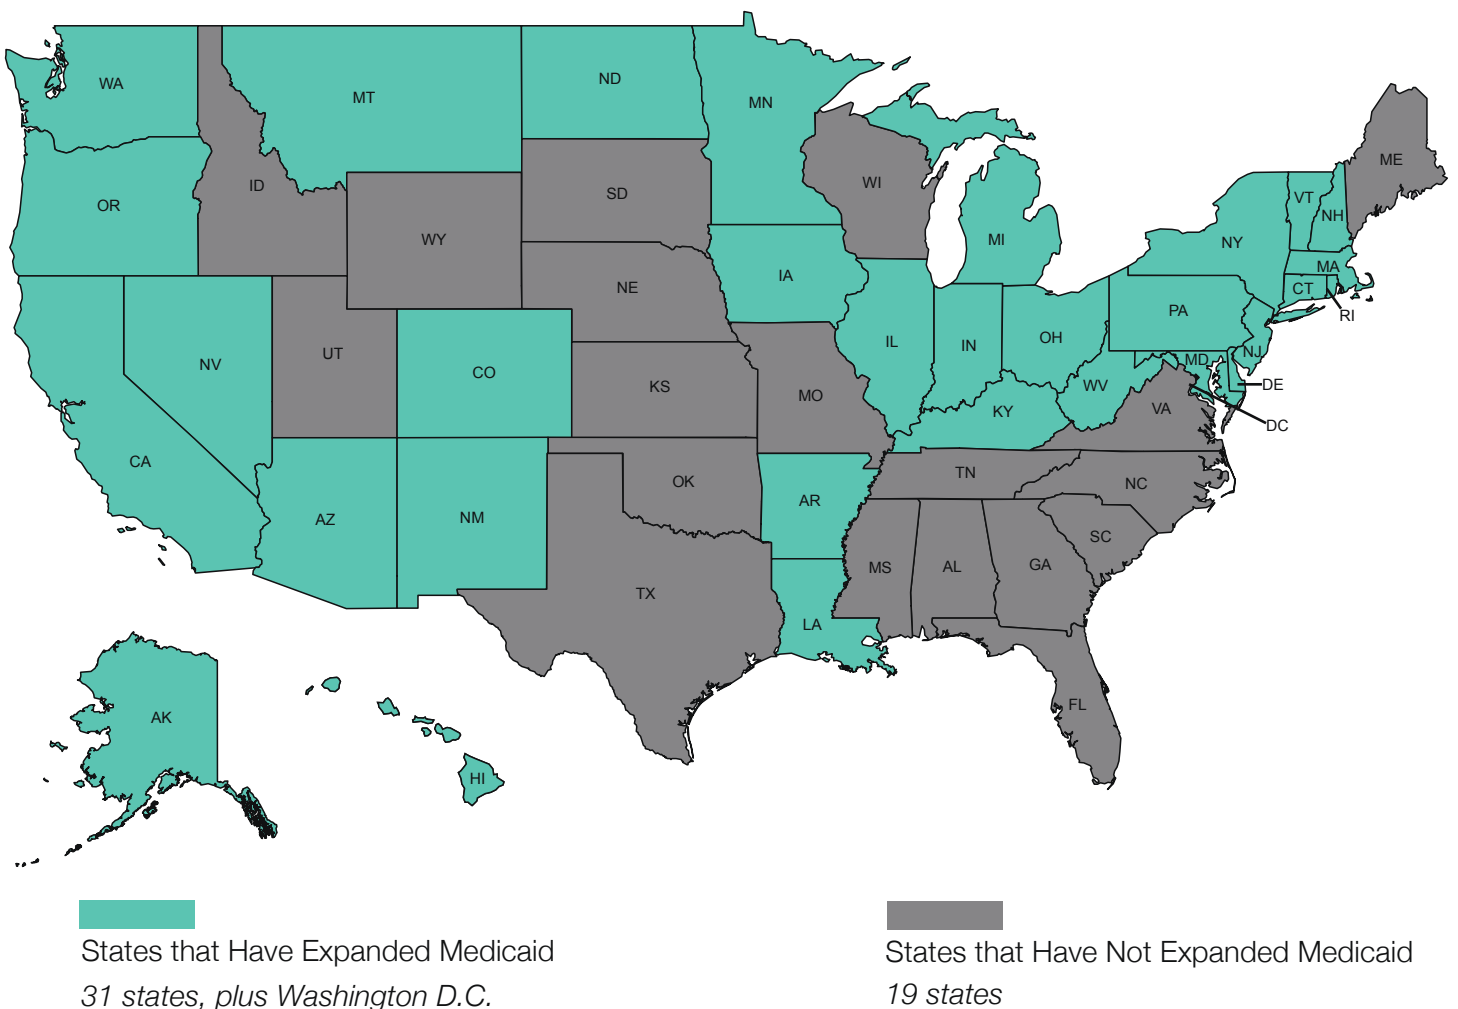 WA
MT
ND
MN
ID
OR
WY
SD
WI
MI
ME
VT
NH
NY
MA
CT
RI
NV
UT
CO
NE
IA
IL
IN
OH
PA
NJ
MD
DE
DC
WV
VA
KY
KS
MO
CA
AZ
NM
OK
AR
TN
NC
SC
TX
LA
MS
AL
GA
FL
AK
HI
States that Have Expanded Medicaid
31 states, plus Washington D.C.
States that Have Not Expanded Medicaid
19 states